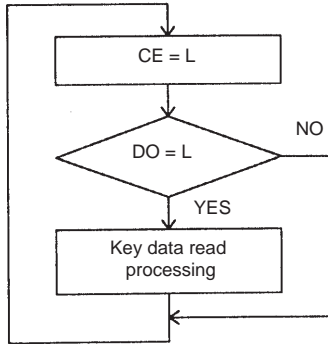 CE = L
DO = L
NO
YES
Key data read
processing